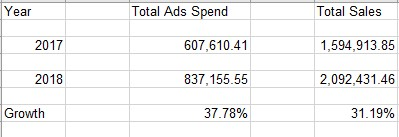 Year Total Ads Spend Total Sales
2017 607,610.41 1,594,913.85
2018 837,155.55 2,092,431.46
Growth 37.78% 31.19%